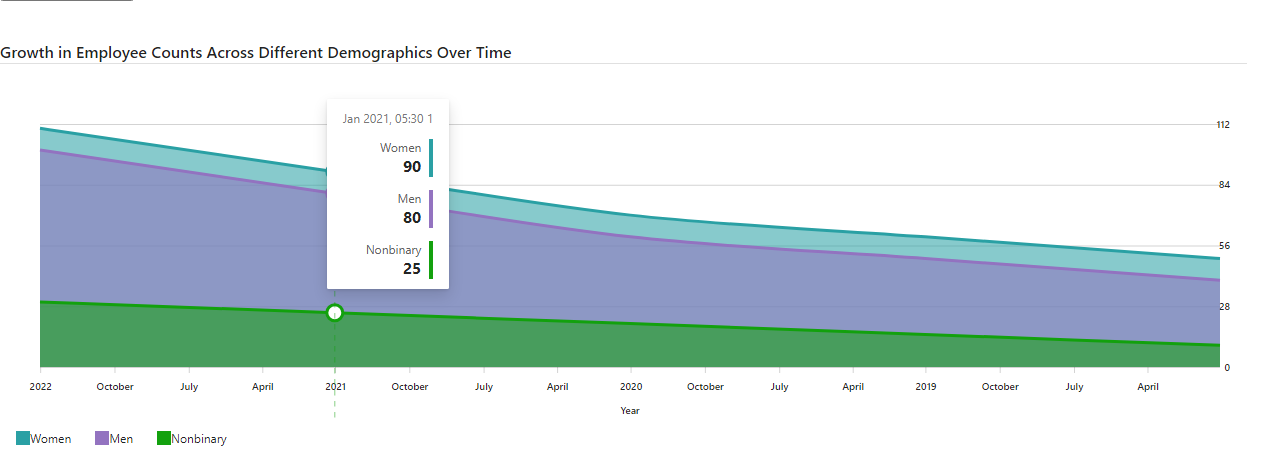 Growth in Employee Counts Across Different Demographics Over Time
Jan 2021, 05:30 1
Women
90
Men
80
Nonbinary
25
112
84
56
28
0
2022 October July April 2021 October July April 2020 October July April 2019 October July April
Year
Women Men Nonbinary